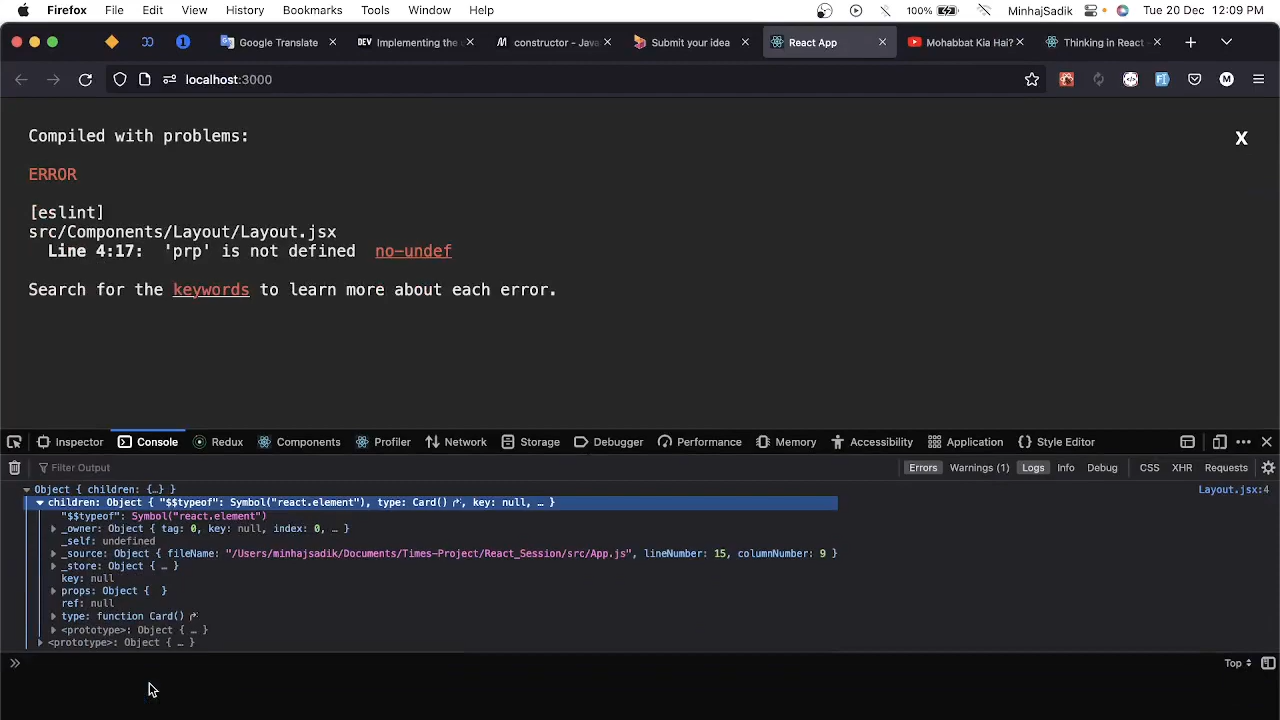 Firefox File Edit View History Bookmarks Tools Window Help 100% MinhajSadik Tue 20 Dec 12:09 PM
1 Google Translate DEV Implementing the M constructor - Java Submit your idea React App Mohabbat Kia Hai? Thinking in React -
localhost:3000 M
Compiled with problems:
X
ERROR
[eslint]
src/Components/Layout/Layout.jsx
Line 4:17: 'prp' is not defined no-undef
Search for the keywords to learn more about each error.
Inspector Console Redux Components Profiler Network Storage Debugger Performance Memory Accessibility Application Style Editor
Filter Output Errors Warnings (1) Logs Info Debug CSS XHR Requests
Object { children: {…} } Layout.jsx:4
children: Object { "$$typeof": Symbol("react.element"), type: Card(), key: null, … }
"$$typeof": Symbol("react.element")
_owner: Object { tag: 0, key: null, index: 0, … }
_self: undefined
_source: Object { fileName: "/Users/minhajsadik/Documents/Times-Project/React_Session/src/App.js", lineNumber: 15, columnNumber: 9 }
_store: Object { … }
key: null
props: Object { }
ref: null
type: function Card()
<prototype>: Object { … }
<prototype>: Object { … }
Top